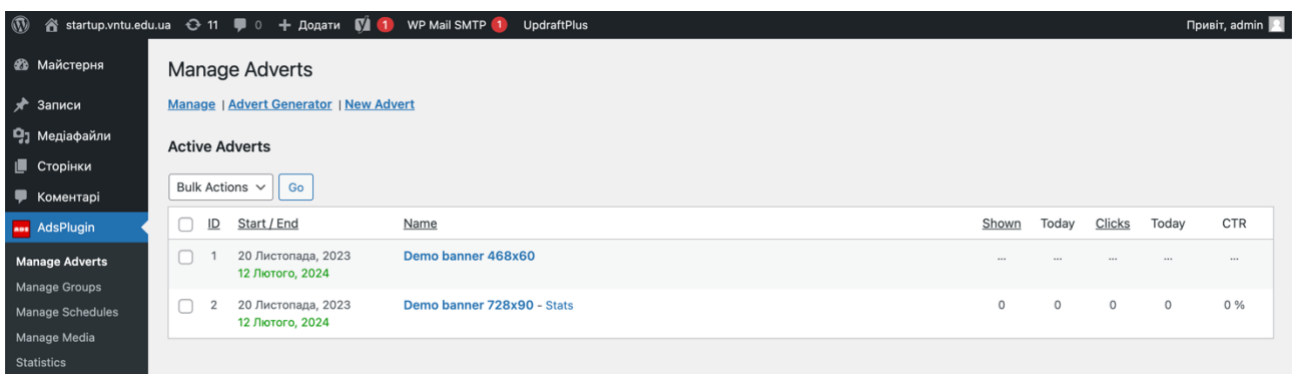 startup.vntu.edu.ua 11 0 + Додати 1 WP Mail SMTP 1 UpdraftPlus Привіт, admin
Майстерня
Записи
Медіафайли
Сторінки
Коментарі
AdsPlugin
Manage Adverts
Manage Groups
Manage Schedules
Manage Media
Statistics
Manage Adverts
Manage | Advert Generator | New Advert
Active Adverts
Bulk Actions Go
ID Start / End Name Shown Today Clicks Today CTR
1 20 Листопада, 2023 Demo banner 468x60 ... ... ... ... ...
12 Лютого, 2024
2 20 Листопада, 2023 Demo banner 728x90 - Stats 0 0 0 0 0 %
12 Лютого, 2024